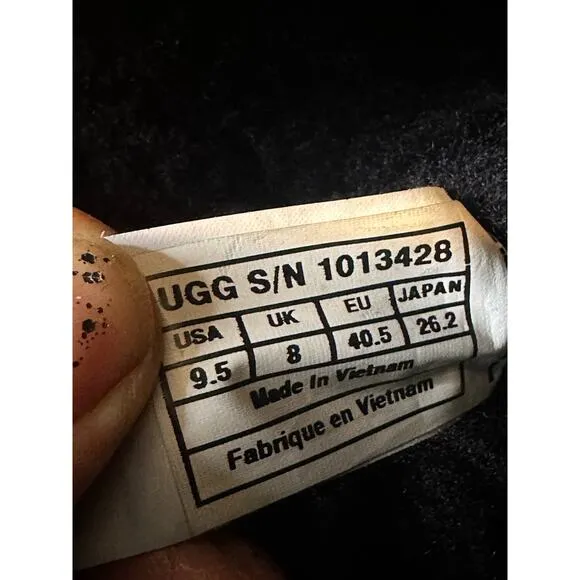 UGG S/N 1013428
USA UK EU JAPAN
9.5 8 40.5 26.2
Made In Vietnam
Fabrique en Vietnam